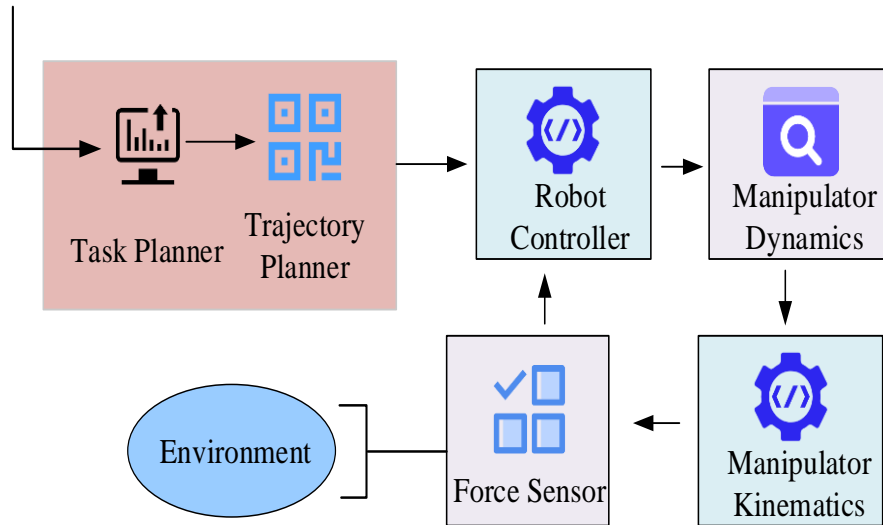 Task Planner
Trajectory
Planner
Robot
Controller
Manipulator
Dynamics
Environment
Force Sensor
Manipulator
Kinematics